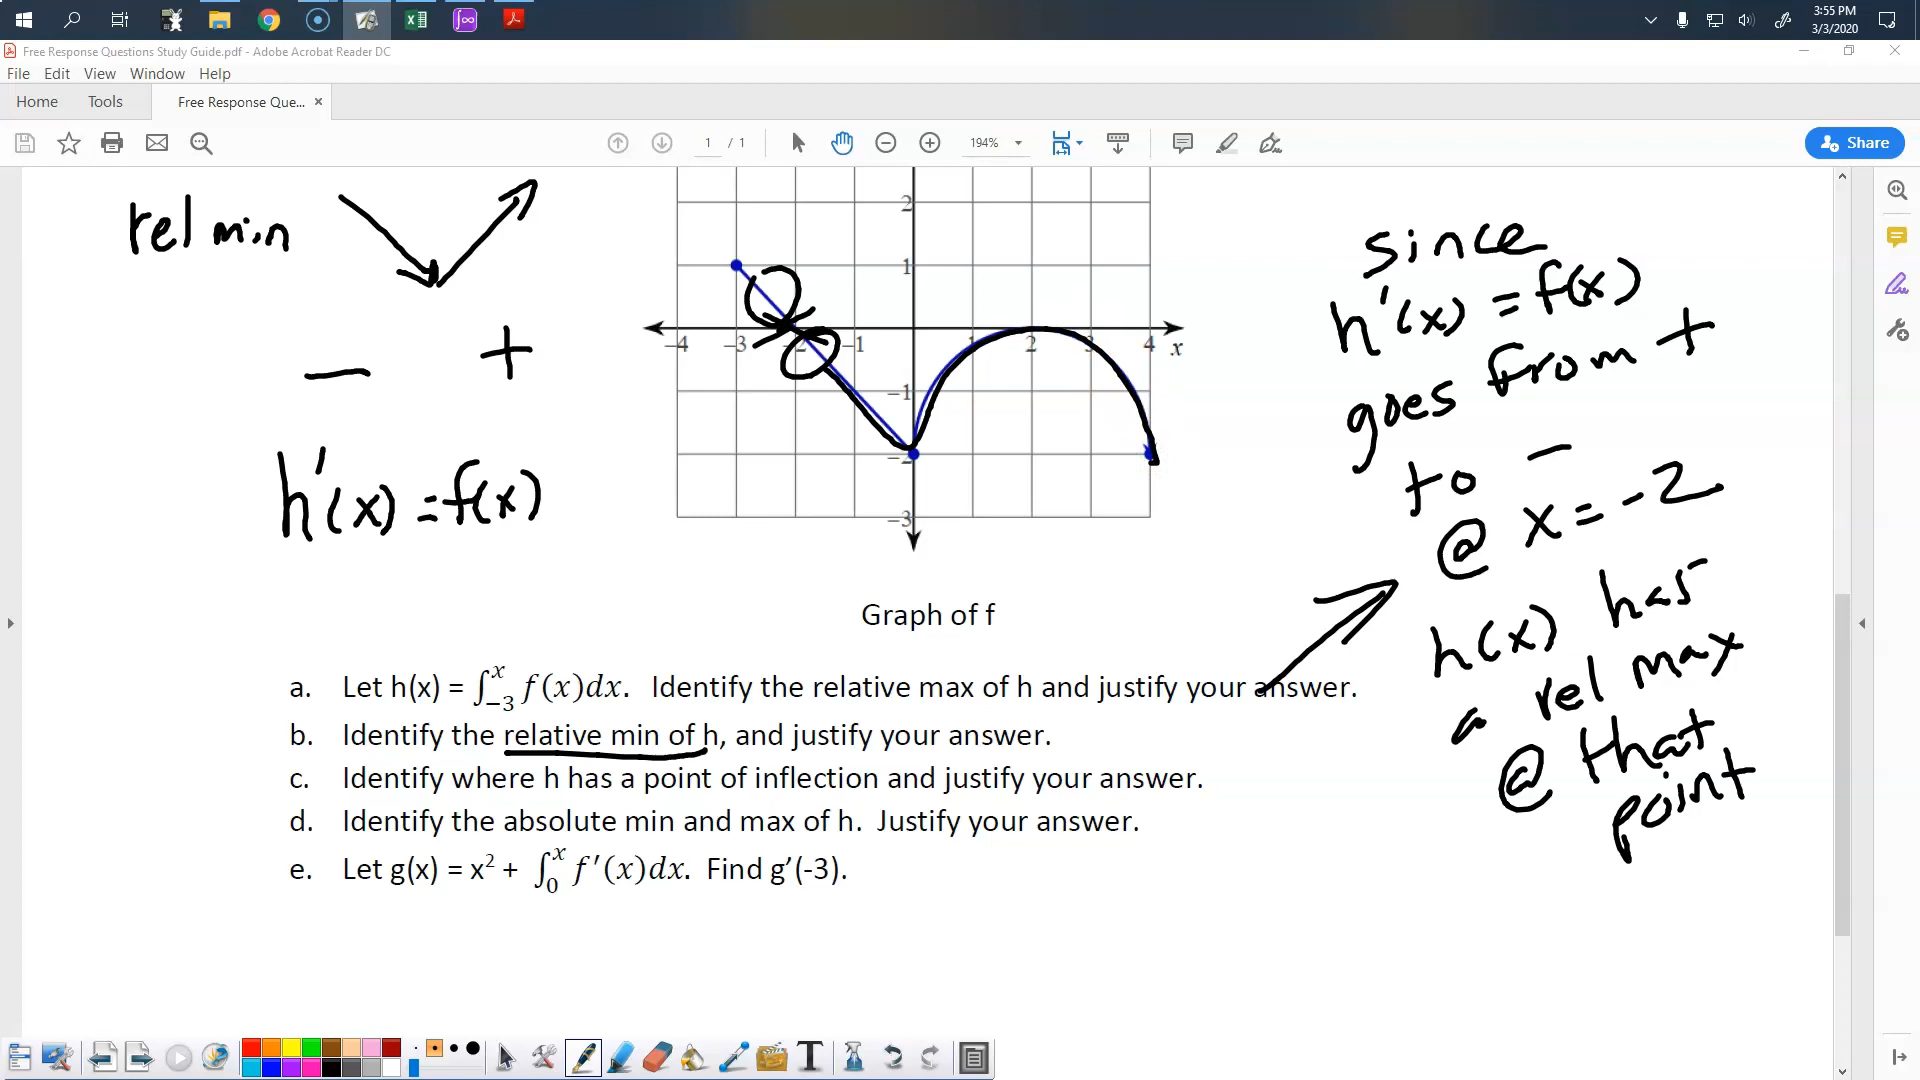 3:55 PM
3/3/2020
Free Response Questions Study Guide.pdf - Adobe Acrobat Reader DC
File Edit View Window Help
Home Tools Free Response Que... ×
1 / 1 194% Share
rel min
− +
h'(x) = f(x)
2
1
-4 -3 -2 -1 2 3 4 x
-1
-2
-3
Graph of f
since
h'(x) = f(x)
goes from +
to −
@ x = -2
h(x) has
a rel max
@ that
point
a. Let h(x) = ∫₋₃ˣ f(x)dx. Identify the relative max of h and justify your answer.
b. Identify the relative min of h, and justify your answer.
c. Identify where h has a point of inflection and justify your answer.
d. Identify the absolute min and max of h. Justify your answer.
e. Let g(x) = x² + ∫₀ˣ f′(x)dx. Find g’(-3).